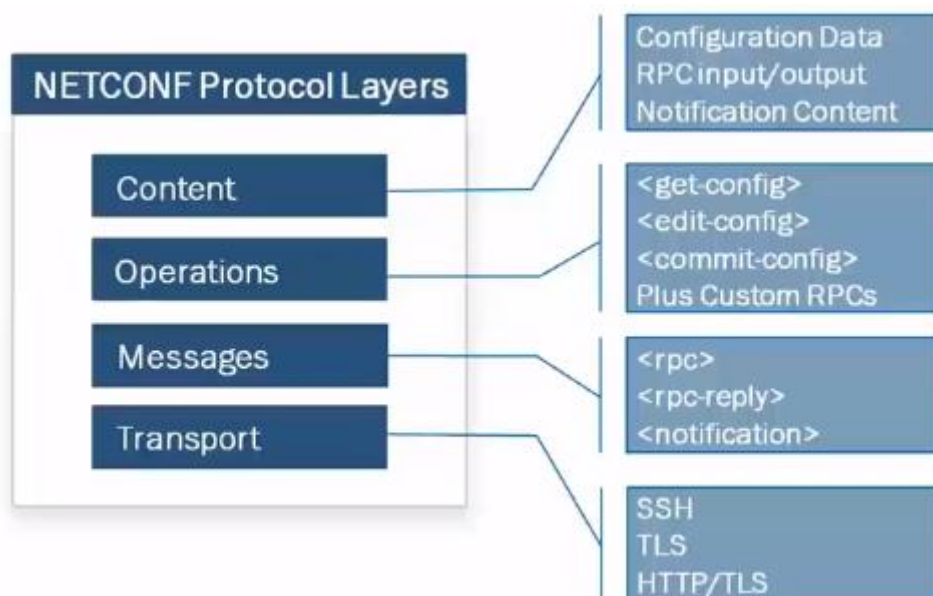 NETCONF Protocol Layers
Content
Operations
Messages
Transport
Configuration Data
RPC input/output
Notification Content
<get-config>
<edit-config>
<commit-config>
Plus Custom RPCs
<rpc>
<rpc-reply>
<notification>
SSH
TLS
HTTP/TLS